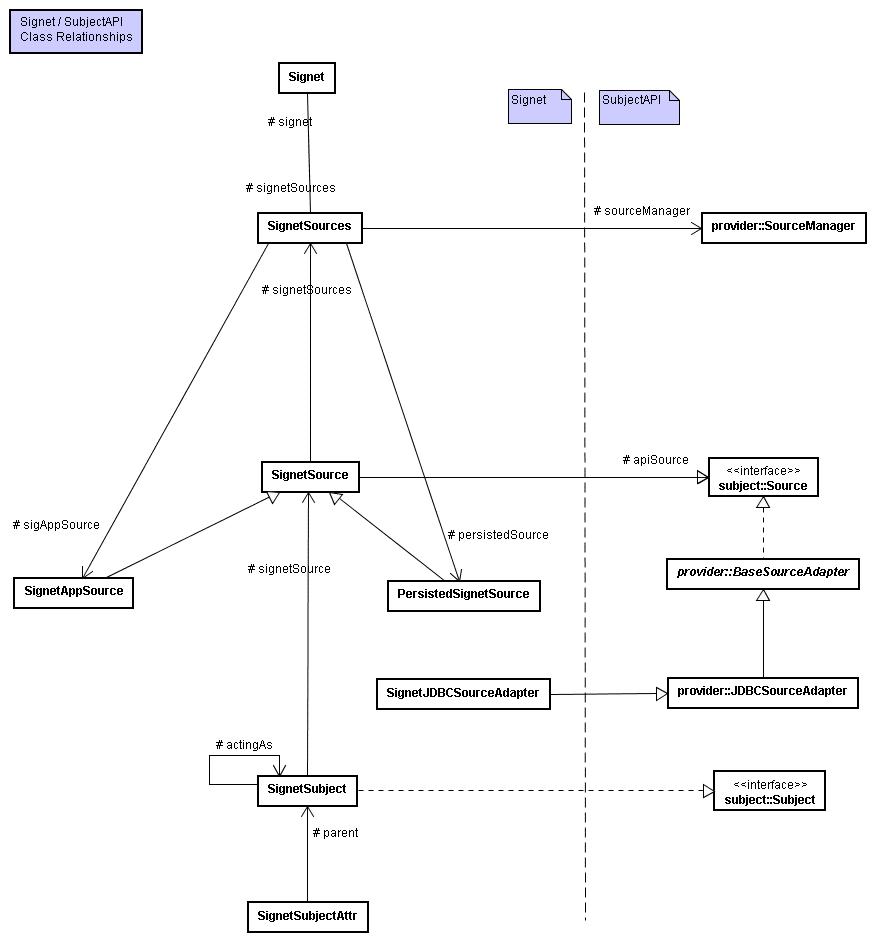 Signet / SubjectAPI
Class Relationships
Signet
Signet
SubjectAPI
# signet
# signetSources
SignetSources
# sourceManager
provider::SourceManager
# signetSources
SignetSource
# apiSource
<<interface>>
subject::Source
# sigAppSource
# persistedSource
# signetSource
SignetAppSource
PersistedSignetSource
provider::BaseSourceAdapter
SignetJDBCSourceAdapter
provider::JDBCSourceAdapter
# actingAs
SignetSubject
<<interface>>
subject::Subject
# parent
SignetSubjectAttr